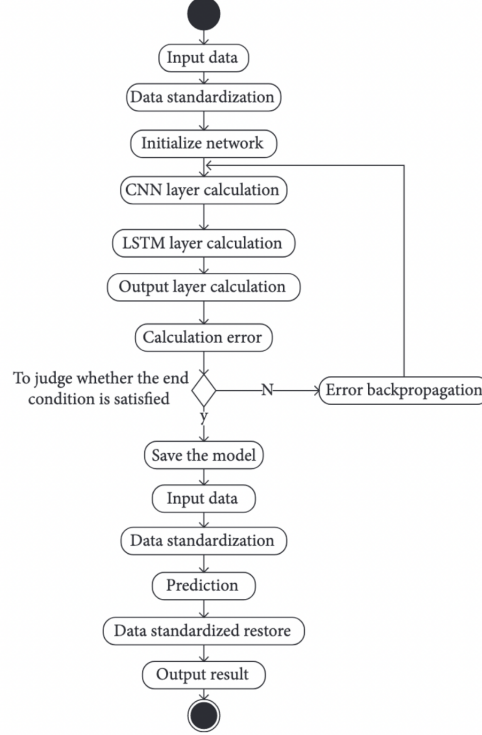 Input data
Data standardization
Initialize network
CNN layer calculation
LSTM layer calculation
Output layer calculation
Calculation error
To judge whether the end
condition is satisfied
N
Error backpropagation
y
Save the model
Input data
Data standardization
Prediction
Data standardized restore
Output result